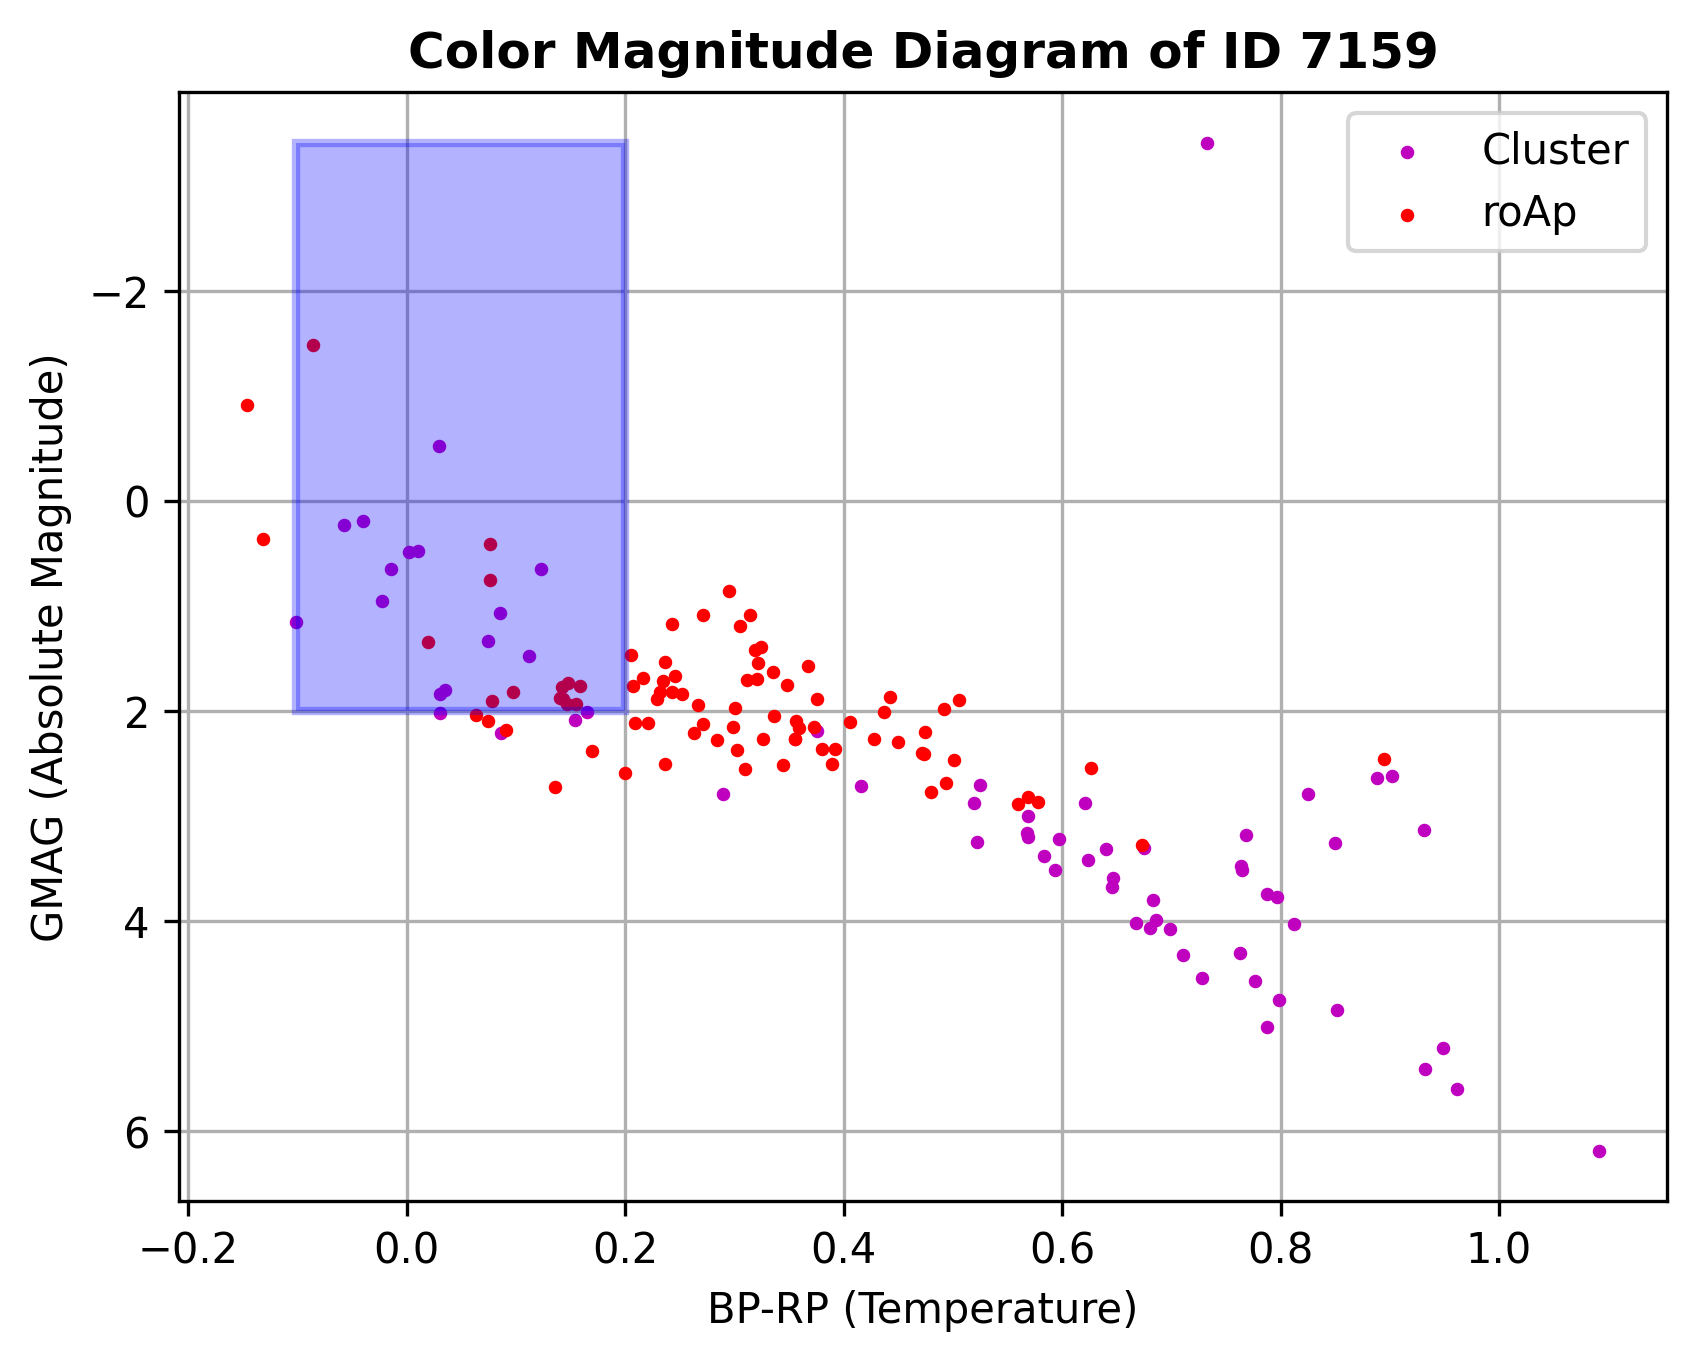 Color Magnitude Diagram of ID 7159
Cluster
roAp
GMAG (Absolute Magnitude)
−2
0
2
4
6
−0.2 0.0 0.2 0.4 0.6 0.8 1.0
BP-RP (Temperature)